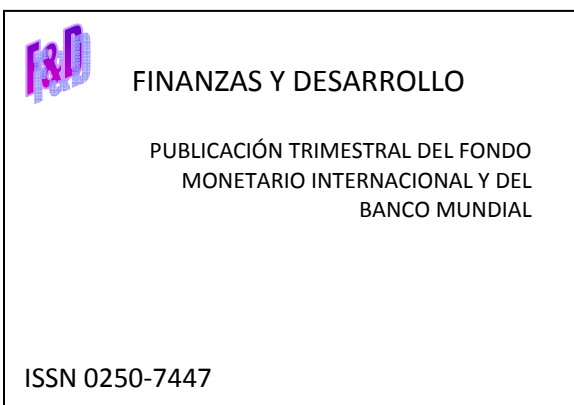 F&D
FINANZAS Y DESARROLLO
PUBLICACIÓN TRIMESTRAL DEL FONDO
MONETARIO INTERNACIONAL Y DEL
BANCO MUNDIAL
ISSN 0250-7447